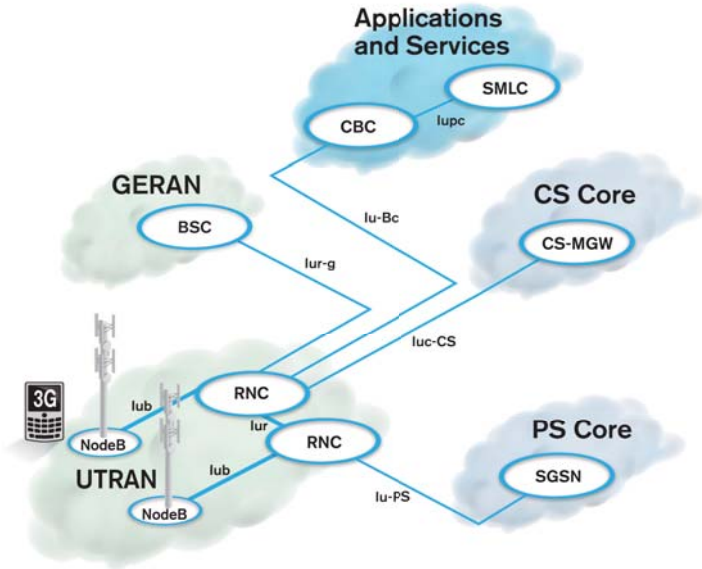 Applications
and Services
SMLC
CBC
Iupc
GERAN
BSC
Iu-Bc
CS Core
CS-MGW
Iur-g
Iuc-CS
3G
RNC
Iub
Iur
NodeB
RNC
PS Core
UTRAN
Iub
SGSN
Iu-PS
NodeB